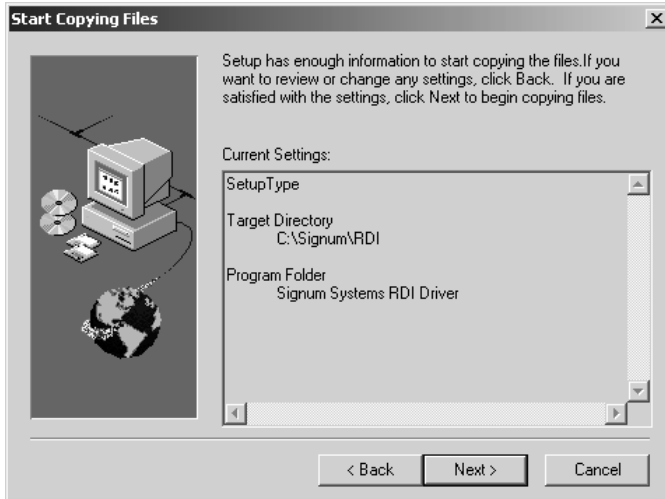 Start Copying Files
Setup has enough information to start copying the files.If you
want to review or change any settings, click Back. If you are
satisfied with the settings, click Next to begin copying files.
Current Settings:
SetupType
Target Directory
C:\Signum\RDI
Program Folder
Signum Systems RDI Driver
< Back
Next >
Cancel